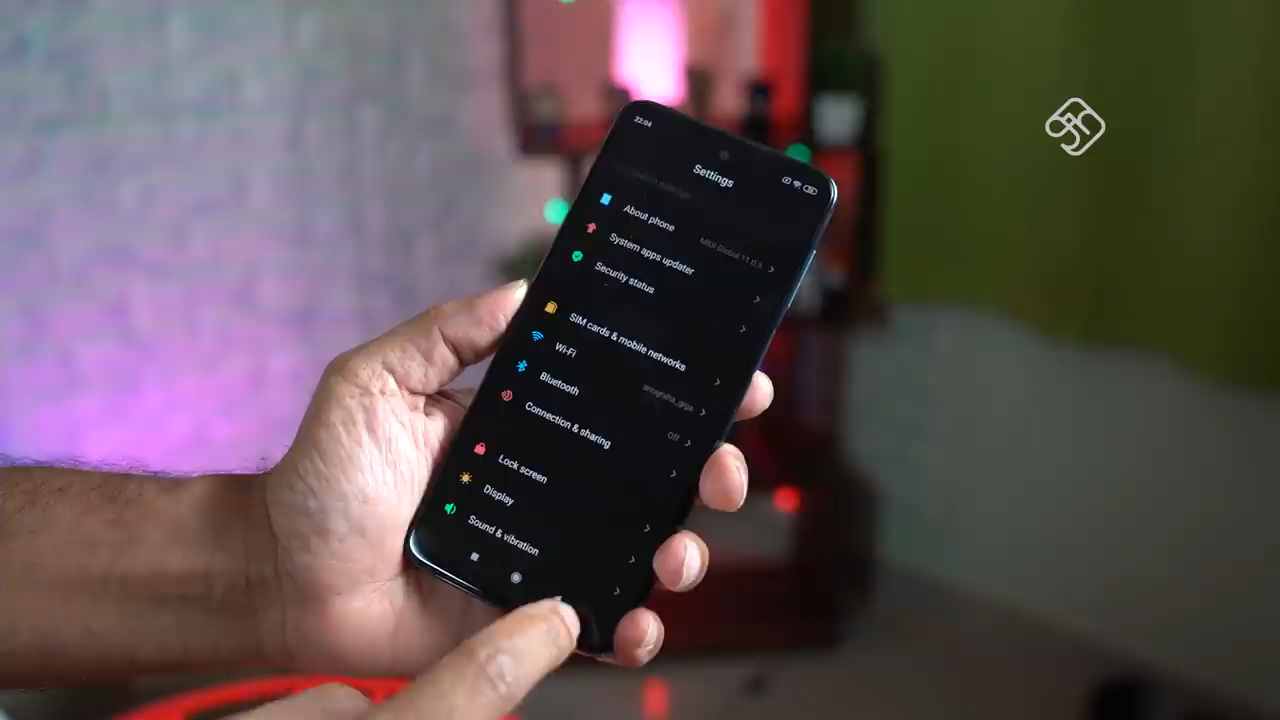 22:04
Settings
About phone
MIUI Global 11.0.5
System apps updater
Security status
SIM cards & mobile networks
Wi-Fi
Bluetooth
Off
Connection & sharing
Lock screen
Display
Sound & vibration